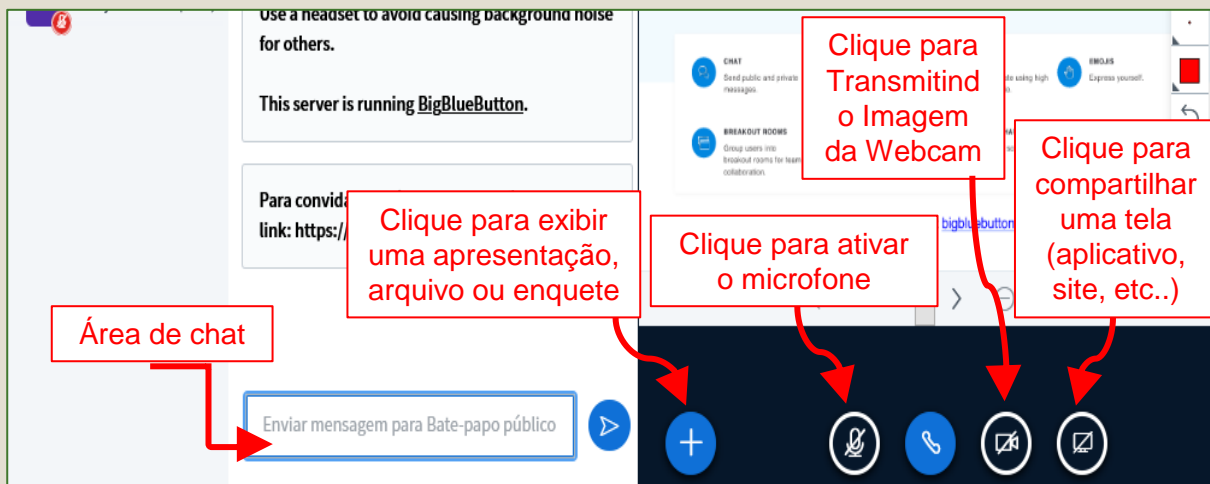 Use a headset to avoid causing background noise
for others.
This server is running BigBlueButton.
Para convida
link: https://
Clique para exibir
uma apresentação,
arquivo ou enquete
Área de chat
Enviar mensagem para Bate-papo público
CHAT
Send public and private
messages.
BREAKOUT ROOMS
Group users into
breakout rooms for team
collaboration.
Clique para
Transmitind
o Imagem
da Webcam
using high
EMOJIS
Express yourself.
bigbluebutton
Clique para ativar
o microfone
Clique para
compartilhar
uma tela
(aplicativo,
site, etc..)